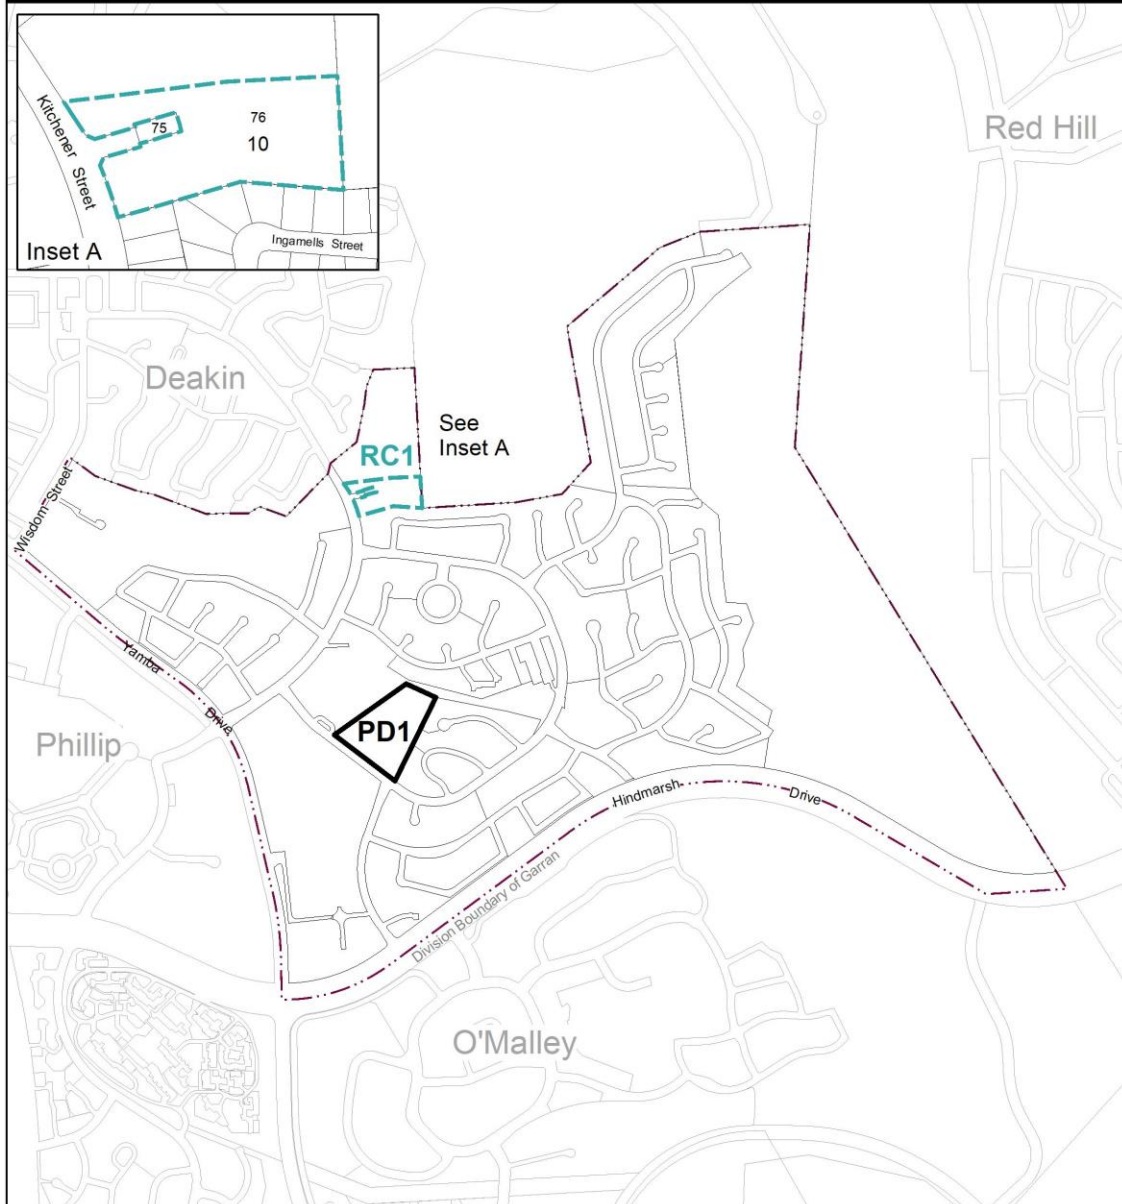 Kitchener Street
75
76
10
Ingamells Street
Inset A
Red Hill
Deakin
See
Inset A
RC1
Wisdom Street
Yamba
Drive
PD1
Phillip
Hindmarsh
Drive
Division Boundary of Garran
O'Malley